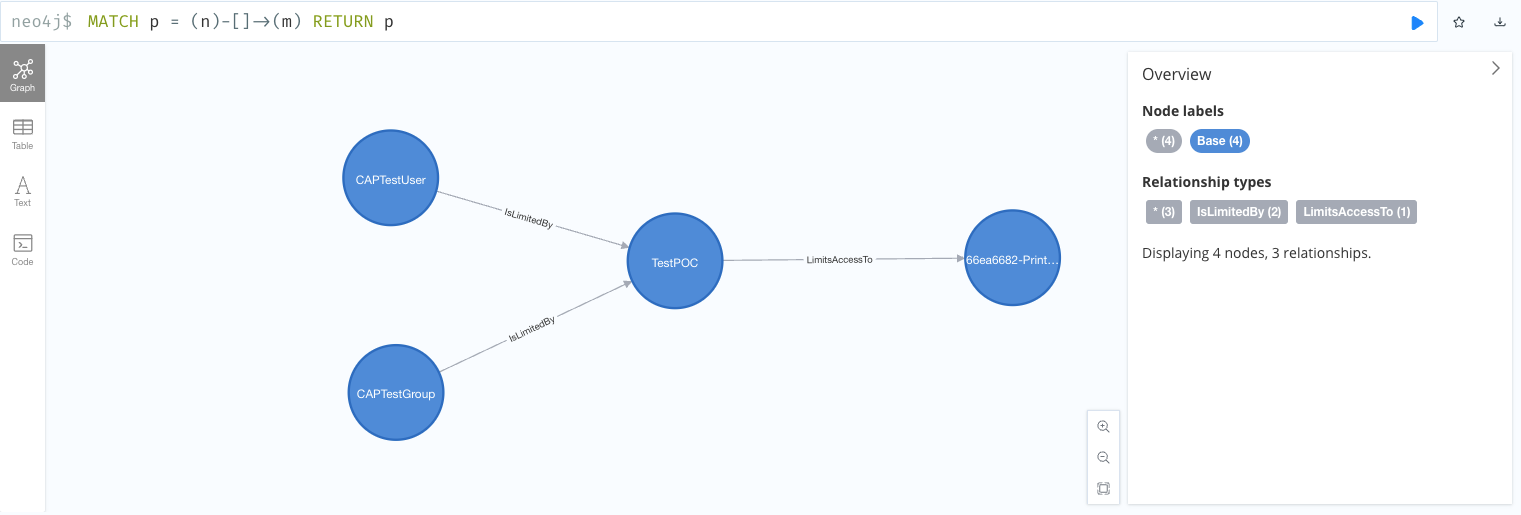 neo4j$ MATCH p = (n)-[]->(m) RETURN p
Graph
Table
Text
Code
CAPTestUser
IsLimitedBy
TestPOC
LimitsAccessTo
66ea6682-Print...
IsLimitedBy
CAPTestGroup
Overview
Node labels
* (4) Base (4)
Relationship types
* (3) IsLimitedBy (2) LimitsAccessTo (1)
Displaying 4 nodes, 3 relationships.